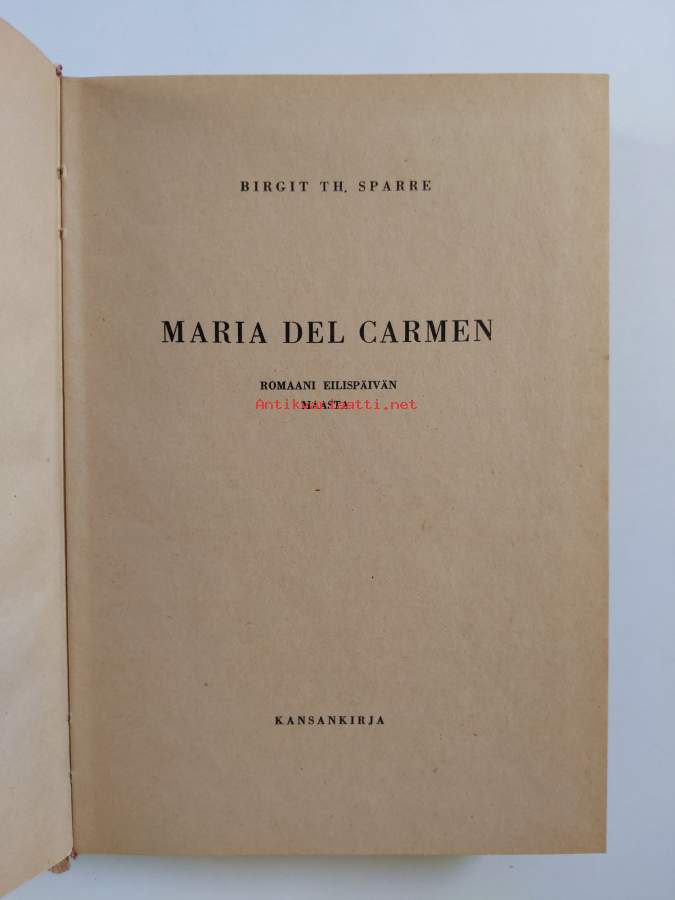 BIRGIT TH. SPARRE
MARIA DEL CARMEN
ROMAANI EILISPÄIVÄN
MAASTA
Antikvariaatti.net
KANSANKIRJA